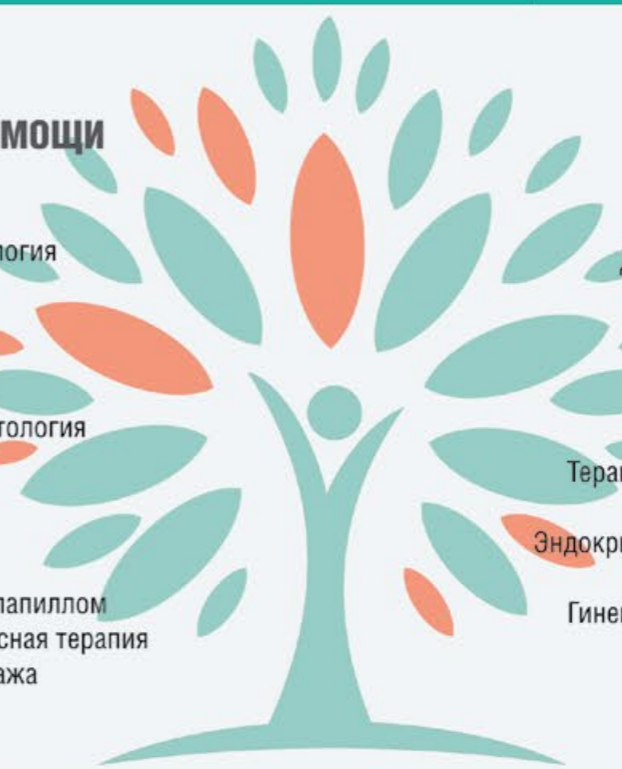 мощи
логия
тология
папиллом
сная терапия
ажа
Тера
Эндокр
Гине